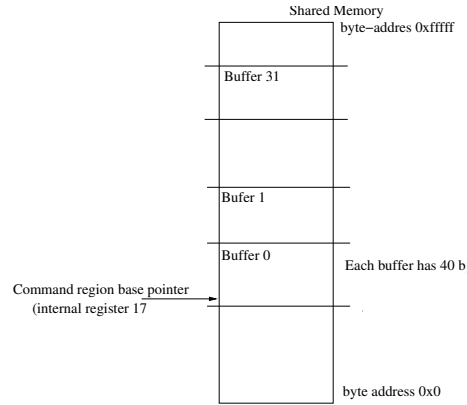 Shared Memory
byte−addres 0xfffff
Buffer 31
Bufer 1
Buffer 0
Each buffer has 40 b
Command region base pointer
(internal register 17
byte address 0x0